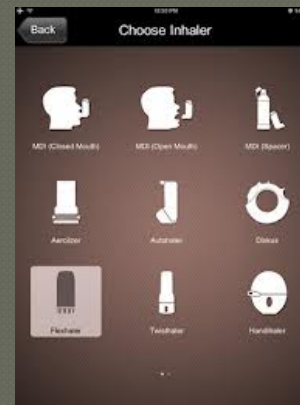 Back
Choose Inhaler
MDI (Closed Mouth)
MDI (Open Mouth)
MDI (Spacer)
Aerolizer
Autohaler
Diskus
Flexhaler
Twisthaler
Handihaler